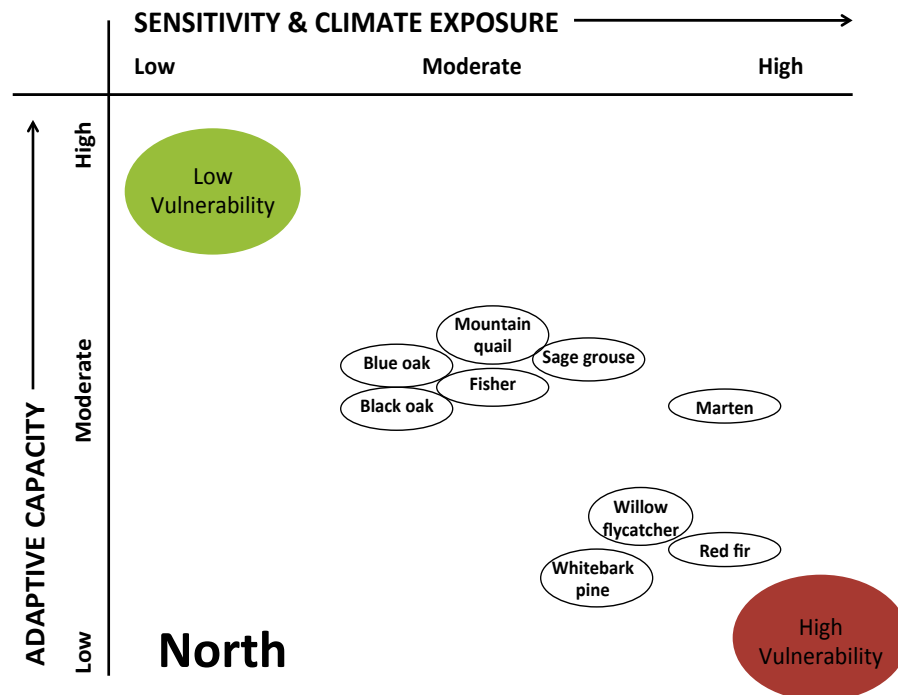 SENSITIVITY & CLIMATE EXPOSURE
Low
Moderate
High
ADAPTIVE CAPACITY
High
Moderate
Low
Low
Vulnerability
Mountain
quail
Blue oak
Sage grouse
Fisher
Black oak
Marten
Willow
flycatcher
Red fir
Whitebark
pine
North
High
Vulnerability